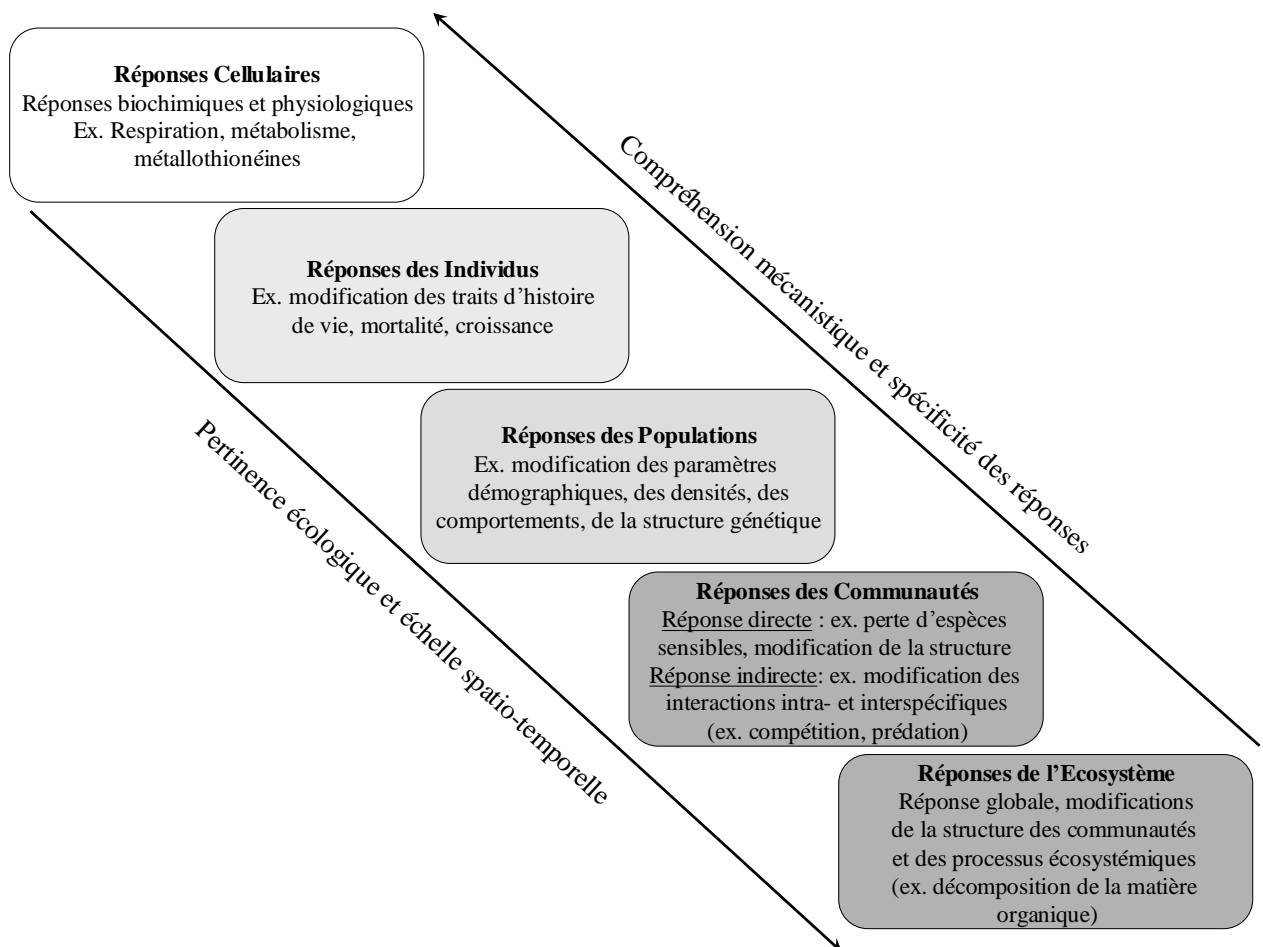 Réponses Cellulaires
Réponses biochimiques et physiologiques
Ex. Respiration, métabolisme,
métallothionéines
Compréhension mécanistique et spécificité des réponses
Réponses des Individus
Ex. modification des traits d’histoire
de vie, mortalité, croissance
Pertinence écologique et échelle spatio-temporelle
Réponses des Populations
Ex. modification des paramètres
démographiques, des densités, des
comportements, de la structure génétique
Réponses des Communautés
Réponse directe : ex. perte d’espèces
sensibles, modification de la structure
Réponse indirecte: ex. modification des
interactions intra- et interspécifiques
(ex. compétition, prédation)
Réponses de l’Ecosystème
Réponse globale, modifications
de la structure des communautés
et des processus écosystémiques
(ex. décomposition de la matière
organique)